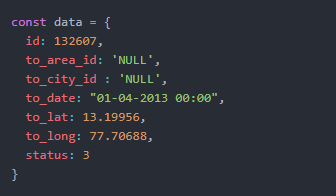 const data = {
  id: 132607,
  to_area_id: 'NULL',
  to_city_id : 'NULL',
  to_date: "01-04-2013 00:00",
  to_lat: 13.19956,
  to_long: 77.70688,
  status: 3
}